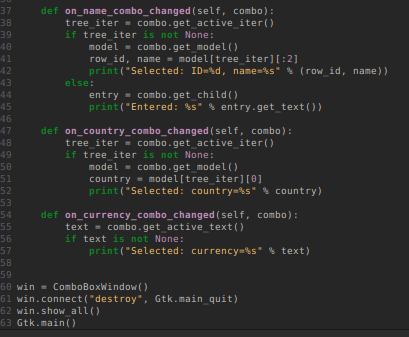 37     def on_name_combo_changed(self, combo):
38         tree_iter = combo.get_active_iter()
39         if tree_iter is not None:
40             model = combo.get_model()
41             row_id, name = model[tree_iter][:2]
42             print("Selected: ID=%d, name=%s" % (row_id, name))
43         else:
44             entry = combo.get_child()
45             print("Entered: %s" % entry.get_text())
46
47     def on_country_combo_changed(self, combo):
48         tree_iter = combo.get_active_iter()
49         if tree_iter is not None:
50             model = combo.get_model()
51             country = model[tree_iter][0]
52             print("Selected: country=%s" % country)
53
54     def on_currency_combo_changed(self, combo):
55         text = combo.get_active_text()
56         if text is not None:
57             print("Selected: currency=%s" % text)
58
59
60 win = ComboBoxWindow()
61 win.connect("destroy", Gtk.main_quit)
62 win.show_all()
63 Gtk.main()